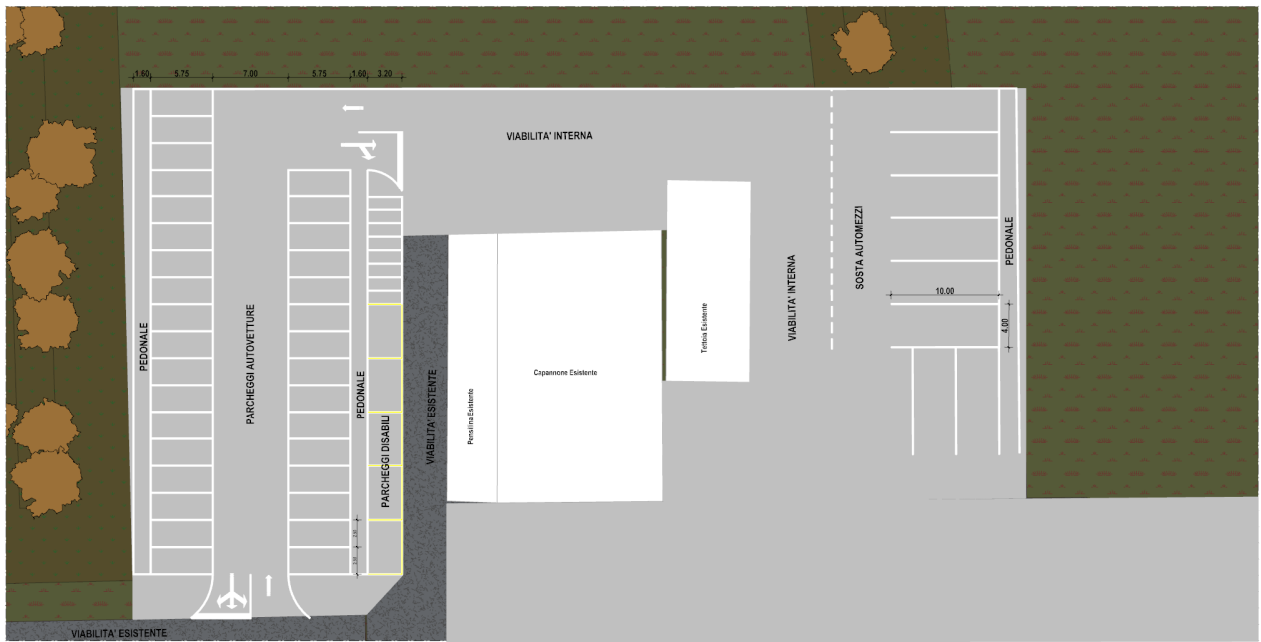 1.60 5.75 7.00 5.75 1.60 3.20
VIABILITA' INTERNA
PEDONALE
PARCHEGGI AUTOVETTURE
PEDONALE
PARCHEGGI DISABILI
VIABILITA' ESISTENTE
Pensilina Esistente
Capannone Esistente
Tettoia Esistente
VIABILITA' INTERNA
SOSTA AUTOMEZZI
PEDONALE
10.00
4.00
VIABILITA' ESISTENTE